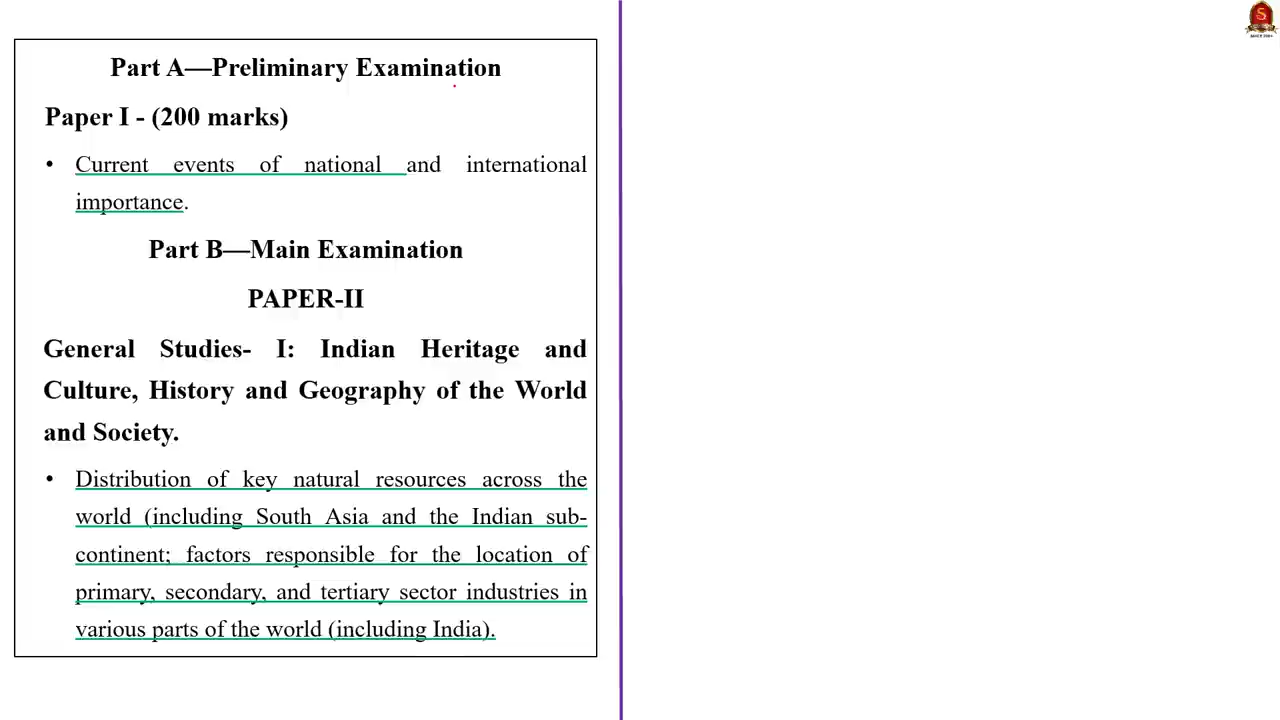 Part A—Preliminary Examination
Paper I - (200 marks)
• Current events of national and international
importance.
Part B—Main Examination
PAPER-II
General Studies- I: Indian Heritage and
Culture, History and Geography of the World
and Society.
• Distribution of key natural resources across the
world (including South Asia and the Indian sub-
continent; factors responsible for the location of
primary, secondary, and tertiary sector industries in
various parts of the world (including India).
S